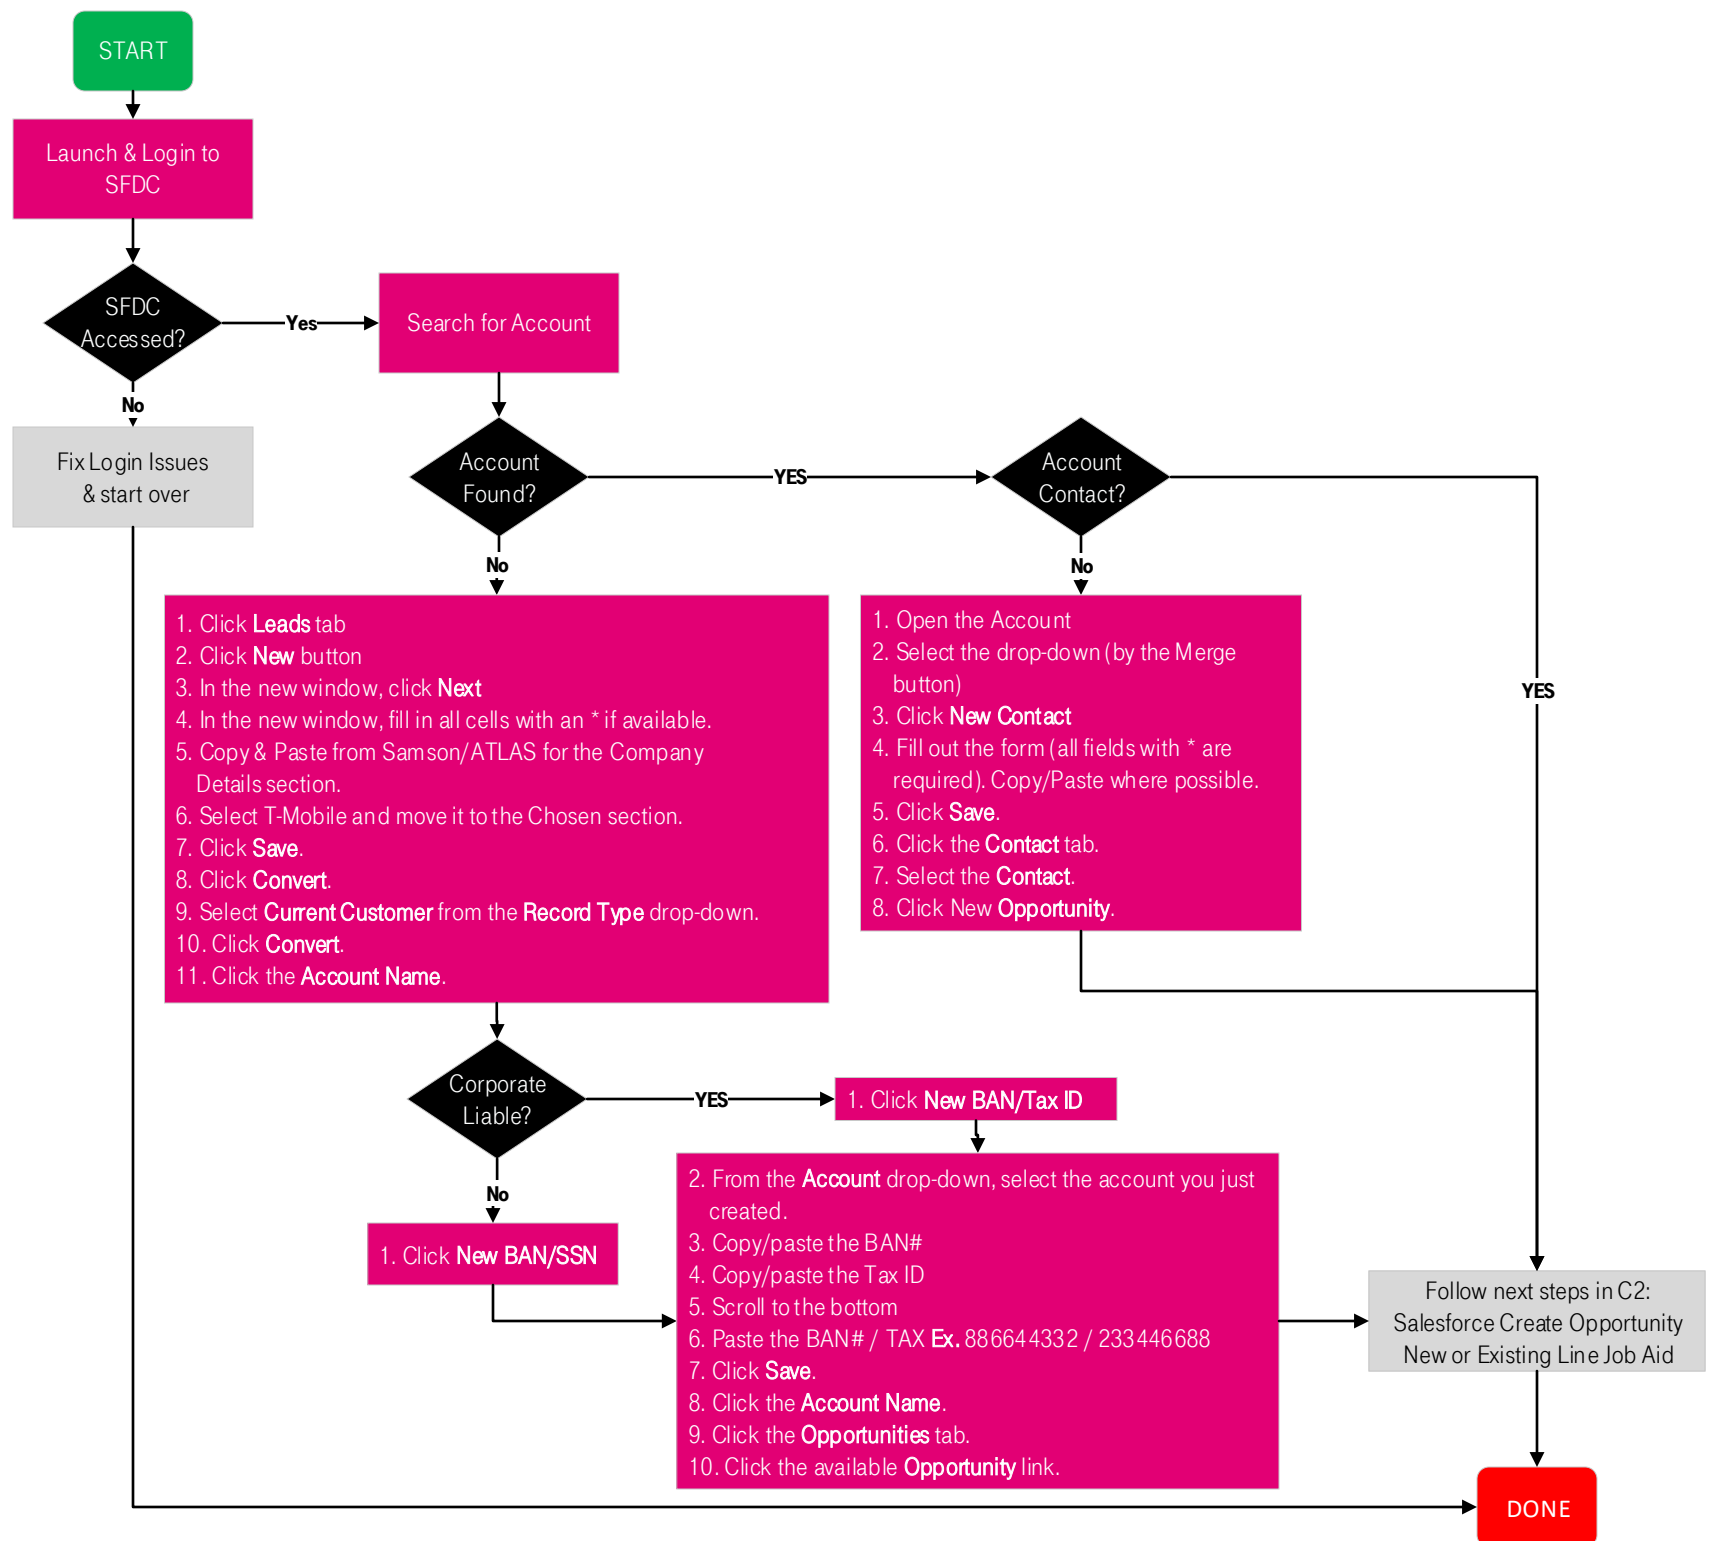 START
Launch & Login to
SFDC
SFDC
Accessed?
Yes
Search for Account
No
Fix Login Issues
& start over
Account
Found?
YES
Account
Contact?
No
No
YES
1. Click Leads tab
2. Click New button
3. In the new window, click Next
4. In the new window, fill in all cells with an * if available.
5. Copy & Paste from Samson/ATLAS for the Company
Details section.
6. Select T-Mobile and move it to the Chosen section.
7. Click Save.
8. Click Convert.
9. Select Current Customer from the Record Type drop-down.
10. Click Convert.
11. Click the Account Name.
1. Open the Account
2. Select the drop-down (by the Merge
button)
3. Click New Contact
4. Fill out the form (all fields with * are
required). Copy/Paste where possible.
5. Click Save.
6. Click the Contact tab.
7. Select the Contact.
8. Click New Opportunity.
Corporate
Liable?
YES
1. Click New BAN/Tax ID
No
1. Click New BAN/SSN
2. From the Account drop-down, select the account you just
created.
3. Copy/paste the BAN#
4. Copy/paste the Tax ID
5. Scroll to the bottom
6. Paste the BAN# / TAX Ex. 886644332 / 233446688
7. Click Save.
8. Click the Account Name.
9. Click the Opportunities tab.
10. Click the available Opportunity link.
Follow next steps in C2:
Salesforce Create Opportunity
New or Existing Line Job Aid
DONE